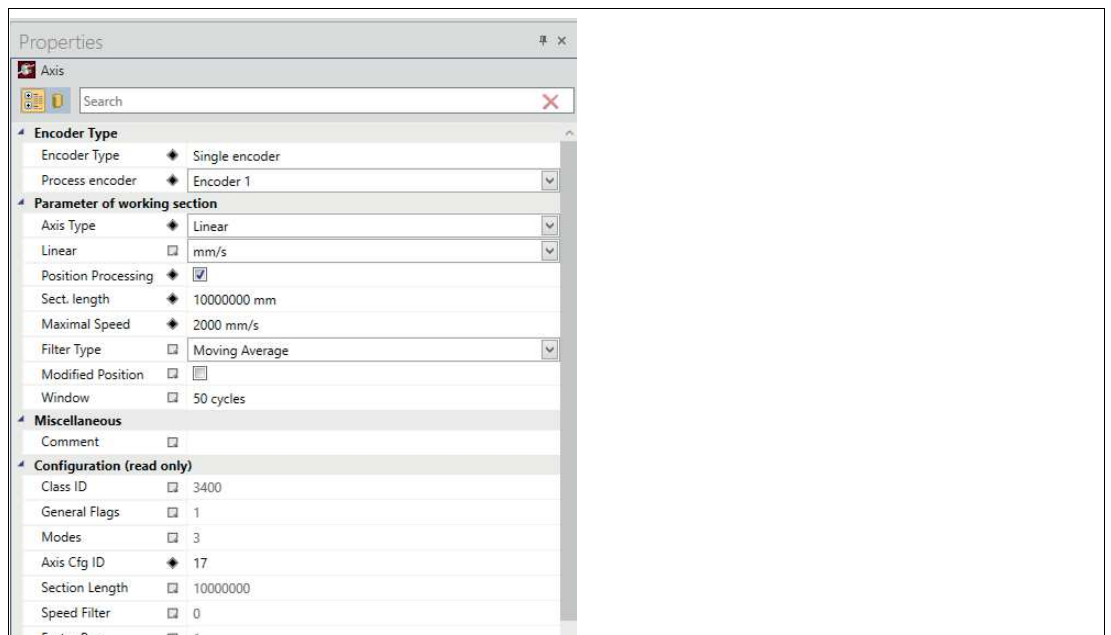 Properties
Axis
Search
Encoder Type
Encoder Type Single encoder
Process encoder Encoder 1
Parameter of working section
Axis Type Linear
Linear mm/s
Position Processing
Sect. length 10000000 mm
Maximal Speed 2000 mm/s
Filter Type Moving Average
Modified Position
Window 50 cycles
Miscellaneous
Comment
Configuration (read only)
Class ID 3400
General Flags 1
Modes 3
Axis Cfg ID 17
Section Length 10000000
Speed Filter 0